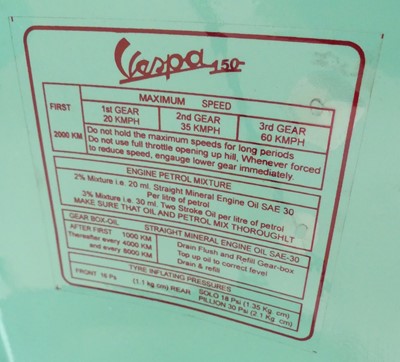 Vespa 150
MAXIMUM SPEED
FIRST 2000 KM
1st GEAR 2nd GEAR 3rd GEAR
20 KMPH 35 KMPH 60 KMPH
Do not hold the maximum speeds for long periods
Do not use full throttle opening up hill, Whenever forced
to reduce speed, engauge lower gear immediately.
ENGINE PETROL MIXTURE
2% Mixture i.e. 20 ml. Straight Mineral Engine Oil SAE 30
Per litre of petrol
3% Mixture i.e. 30 ml. Two Stroke Oil per litre of petrol
MAKE SURE THAT OIL AND PETROL MIX THOROUGHLT
GEAR BOX-OIL STRAIGHT MINERAL ENGINE OIL SAE-30
AFTER FIRST 1000 KM Drain Flush and Refill Gear-box
Thereafter every 4000 KM Top up oil to correct level
and every 8000 KM Drain & refill
TYRE INFLATING PRESSURES
FRONT 16 Ps (1.1 kg cm) REAR SOLO 18 Psi (1.35 Kg. cm)
PILLION 30 Psi (2.1 Kg. cm)